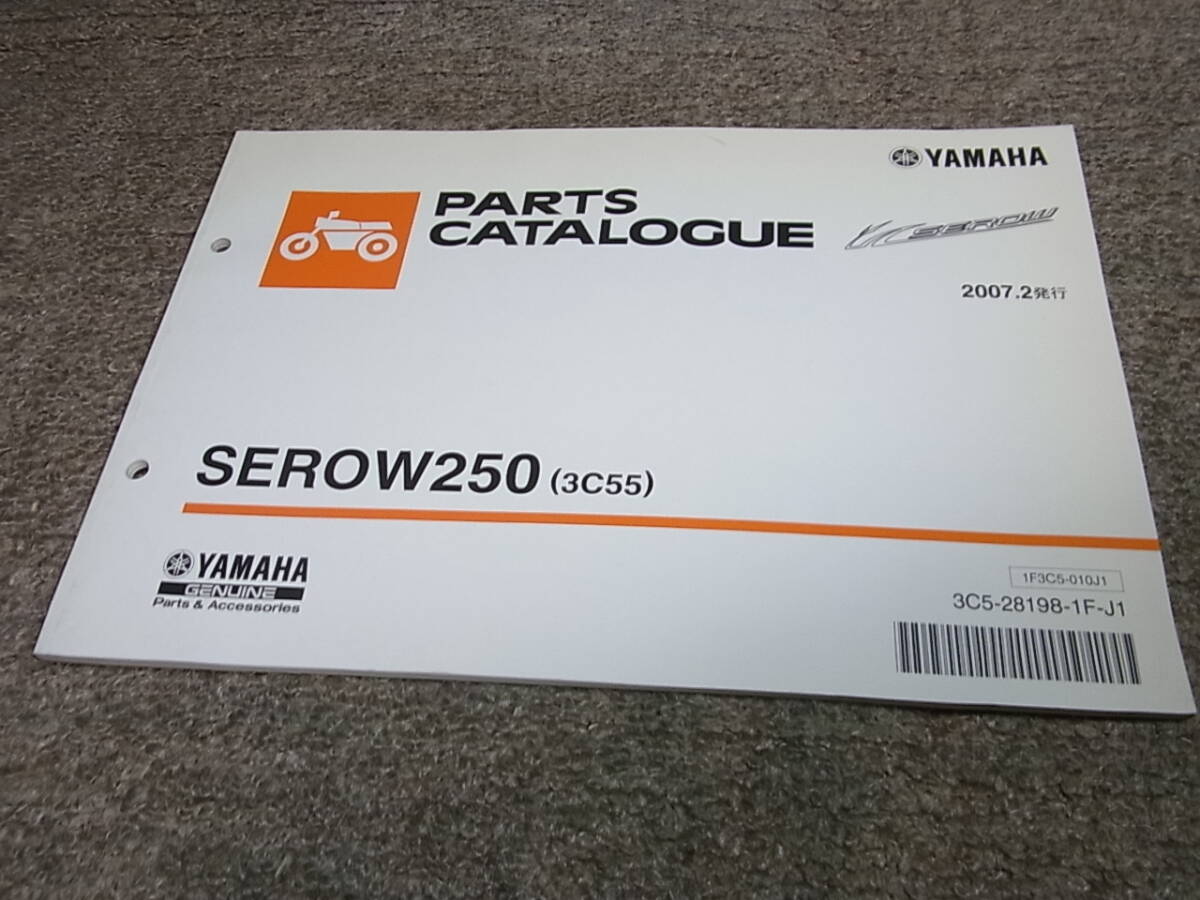 YAMAHA
PARTS
CATALOGUE
SEROW
2007.2発行
SEROW250 (3C55)
YAMAHA
GENUINE
Parts & Accessories
1F3C5-010J1
3C5-28198-1F-J1